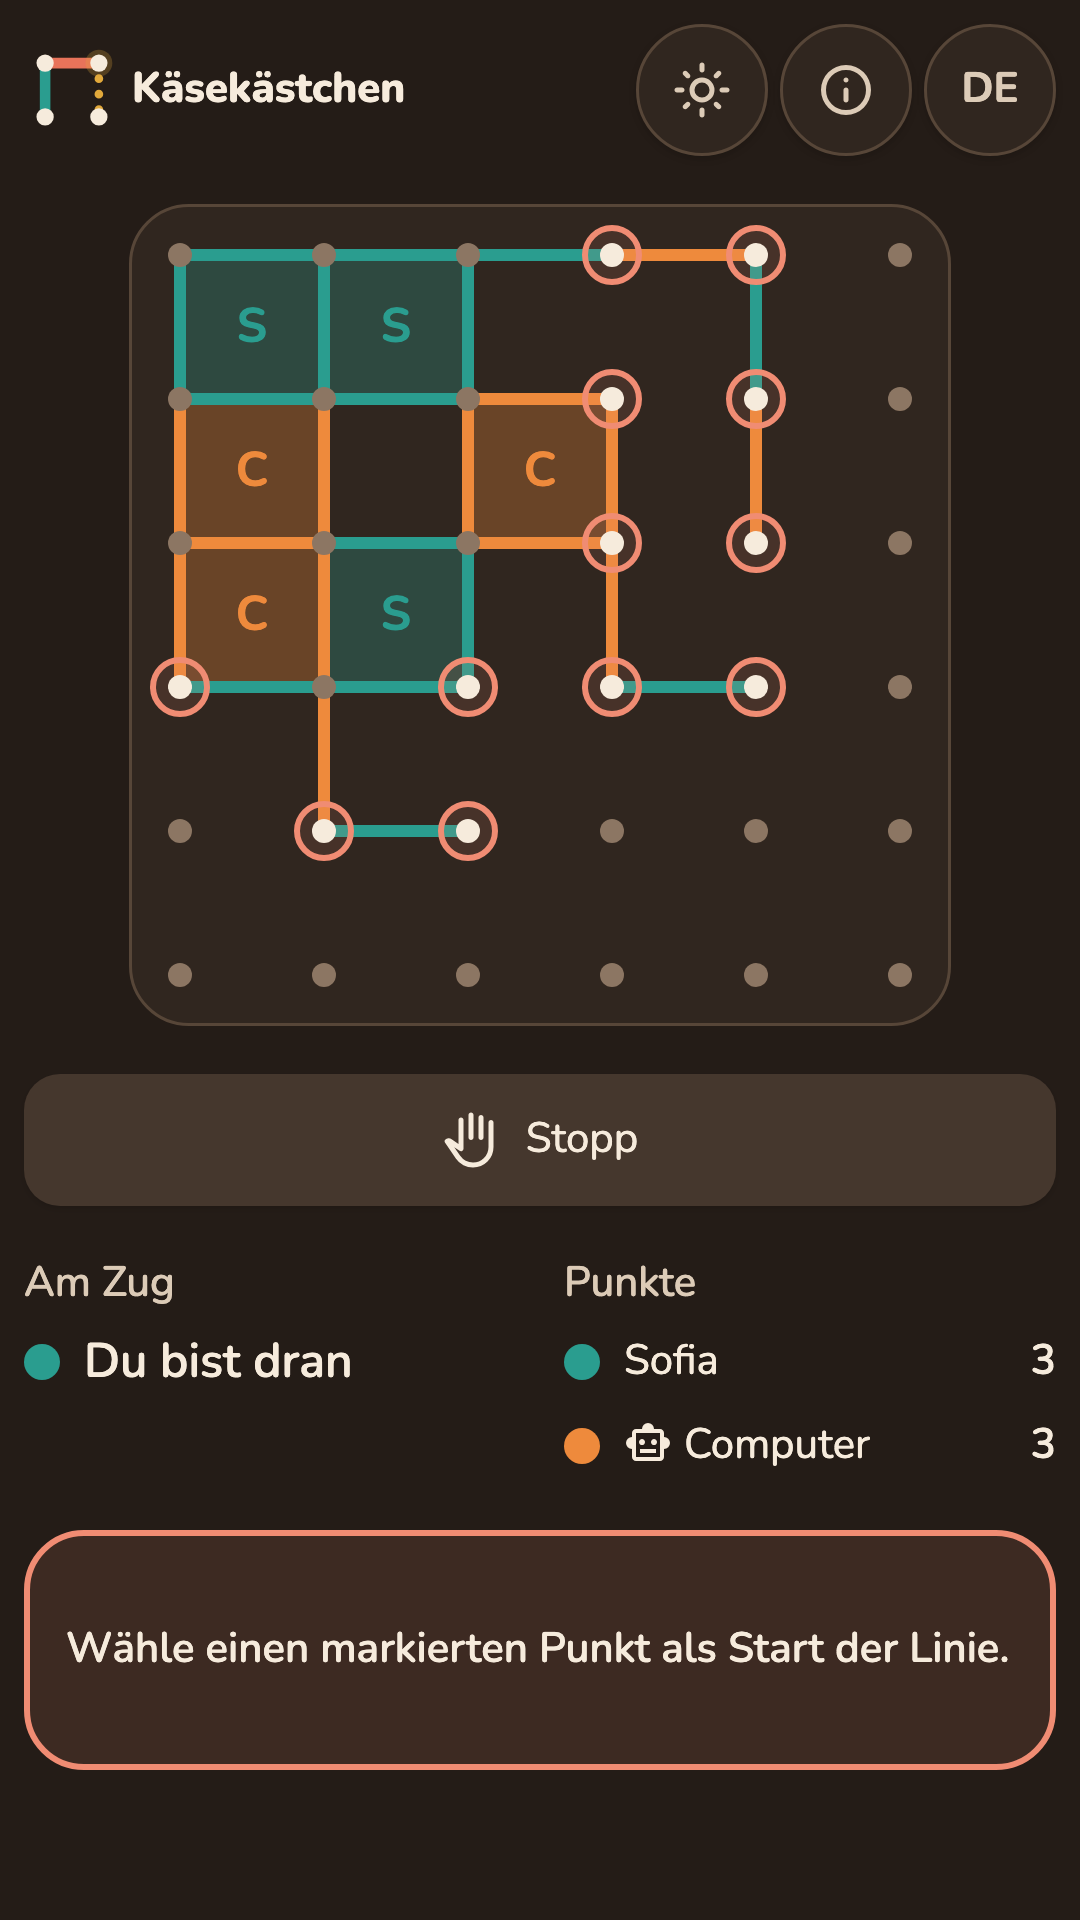 Käsekästchen
DE
S S
C C
C S
Stopp
Am Zug
Du bist dran
Punkte
Sofia 3
Computer 3
Wähle einen markierten Punkt als Start der Linie.